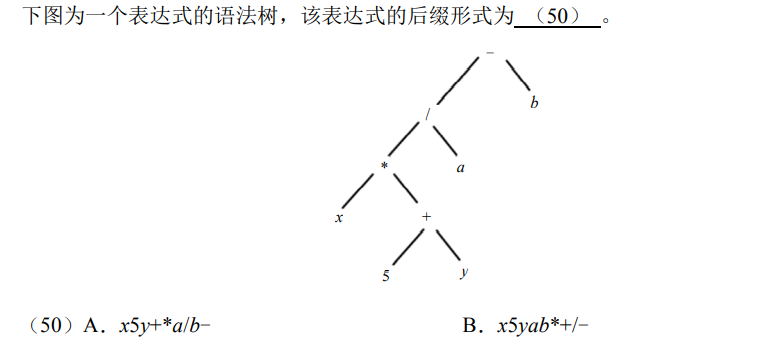 下图为一个表达式的语法树，该表达式的后缀形式为 （50） 。
−
b
/
*
a
x
+
5
y
（50）A．x5y+*a/b−    B．x5yab*+/−